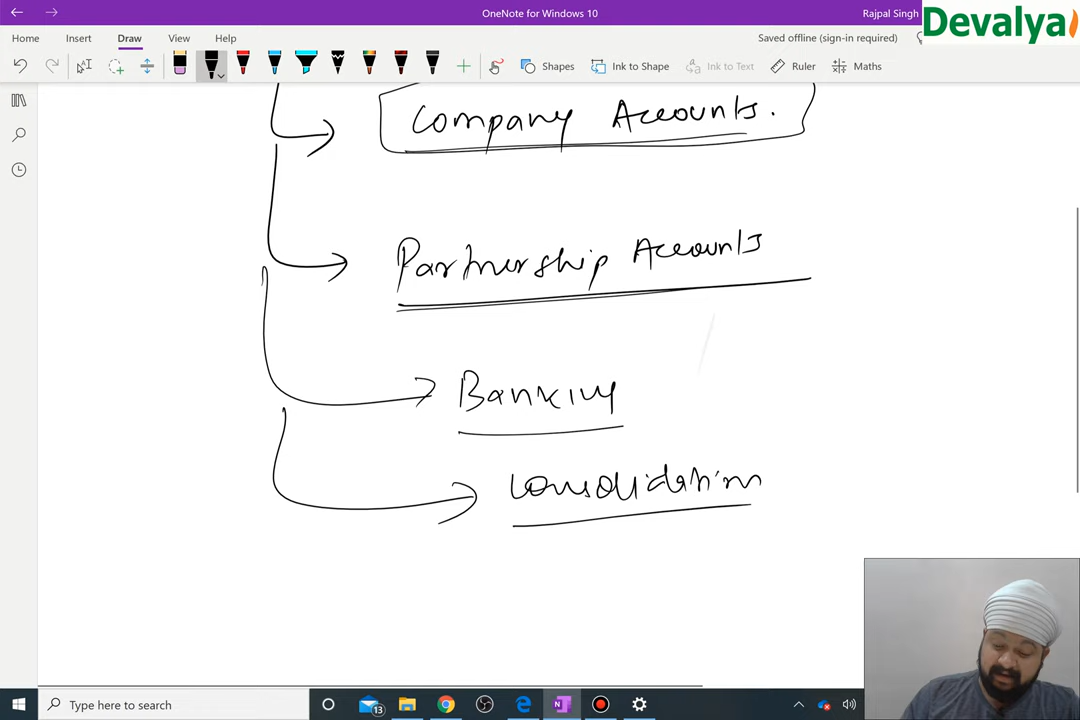 OneNote for Windows 10
Rajpal Singh
Devalya
Home Insert Draw View Help
Saved offline (sign-in required)
Shapes Ink to Shape Ink to Text Ruler Maths
Company Accounts.
Partnership Accounts
Banking
Consolidation
Type here to search
13